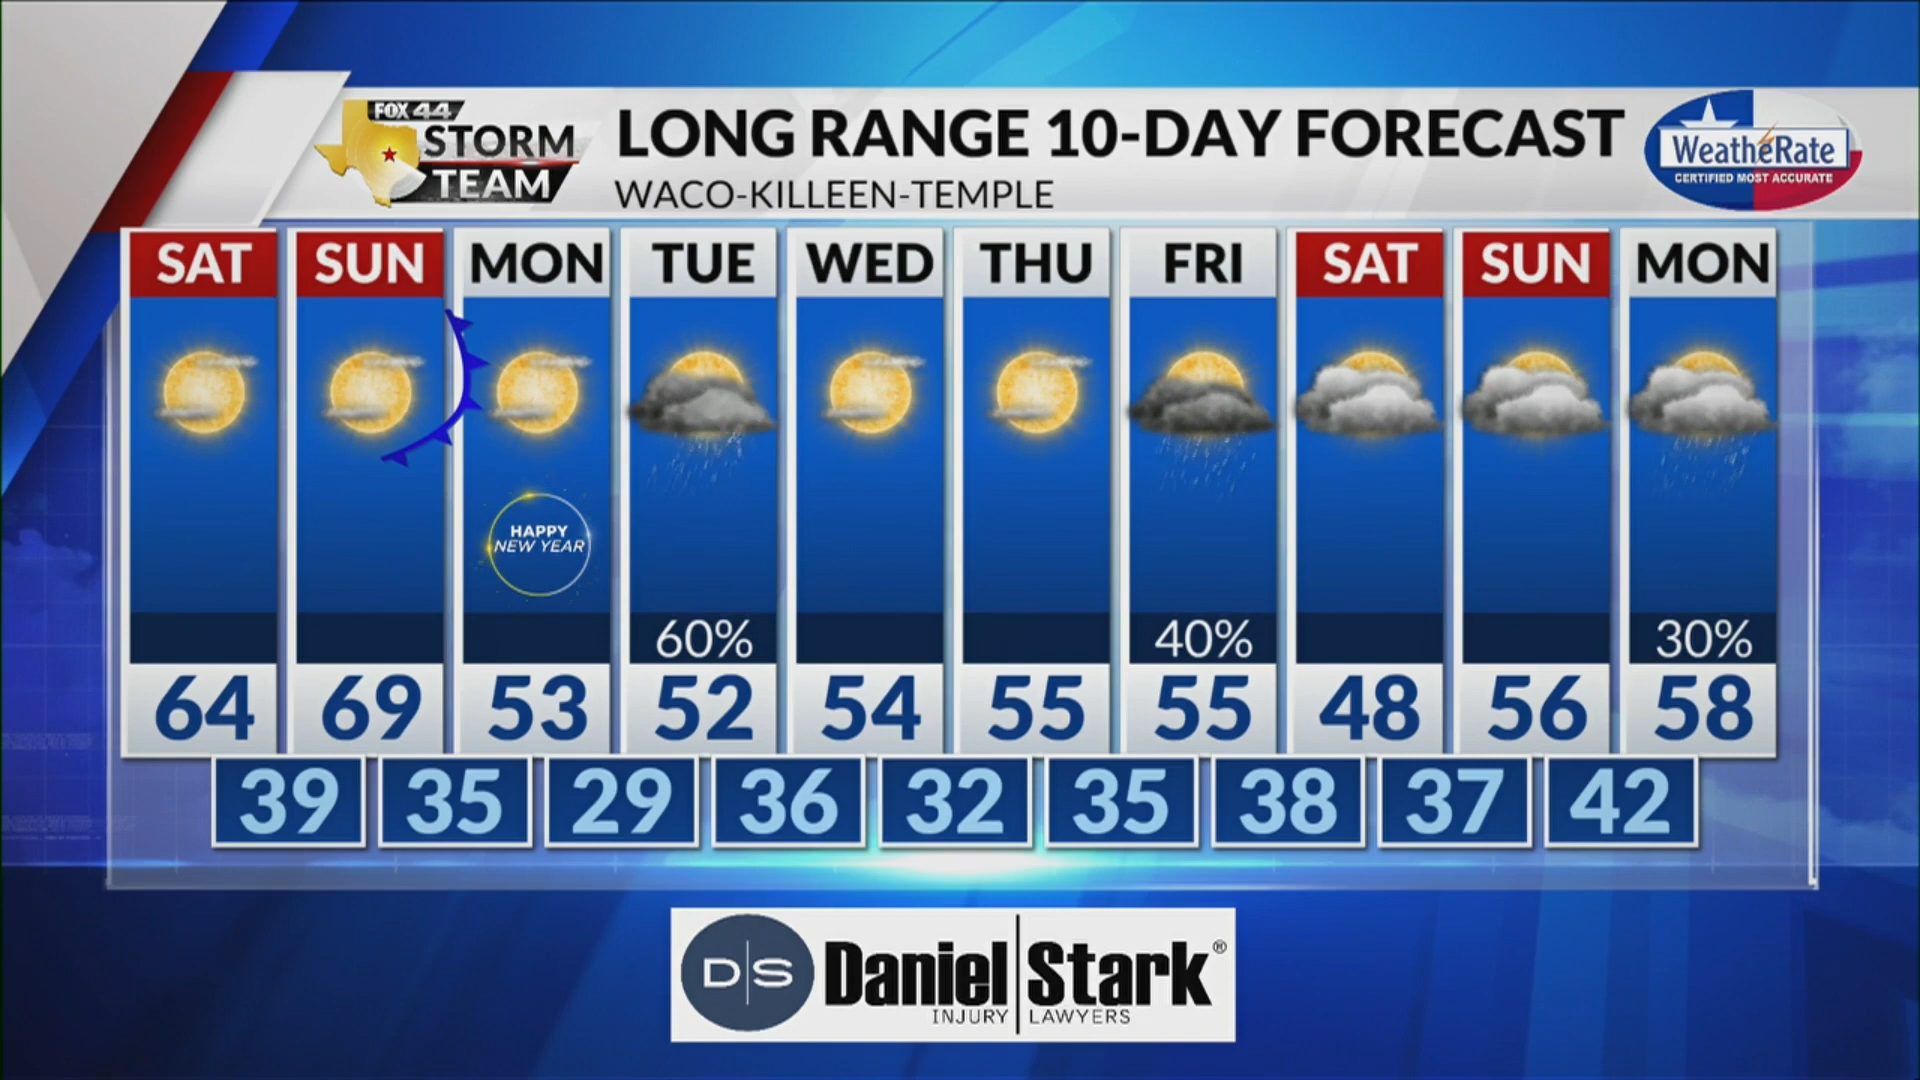 FOX 44
STORM
TEAM
LONG RANGE 10-DAY FORECAST
WACO-KILLEEN-TEMPLE
WeatheRate
CERTIFIED MOST ACCURATE
SAT SUN MON TUE WED THU FRI SAT SUN MON
HAPPY
NEW YEAR
60% 40% 30%
64 69 53 52 54 55 55 48 56 58
39 35 29 36 32 35 38 37 42
D|S Daniel Stark®
INJURY LAWYERS